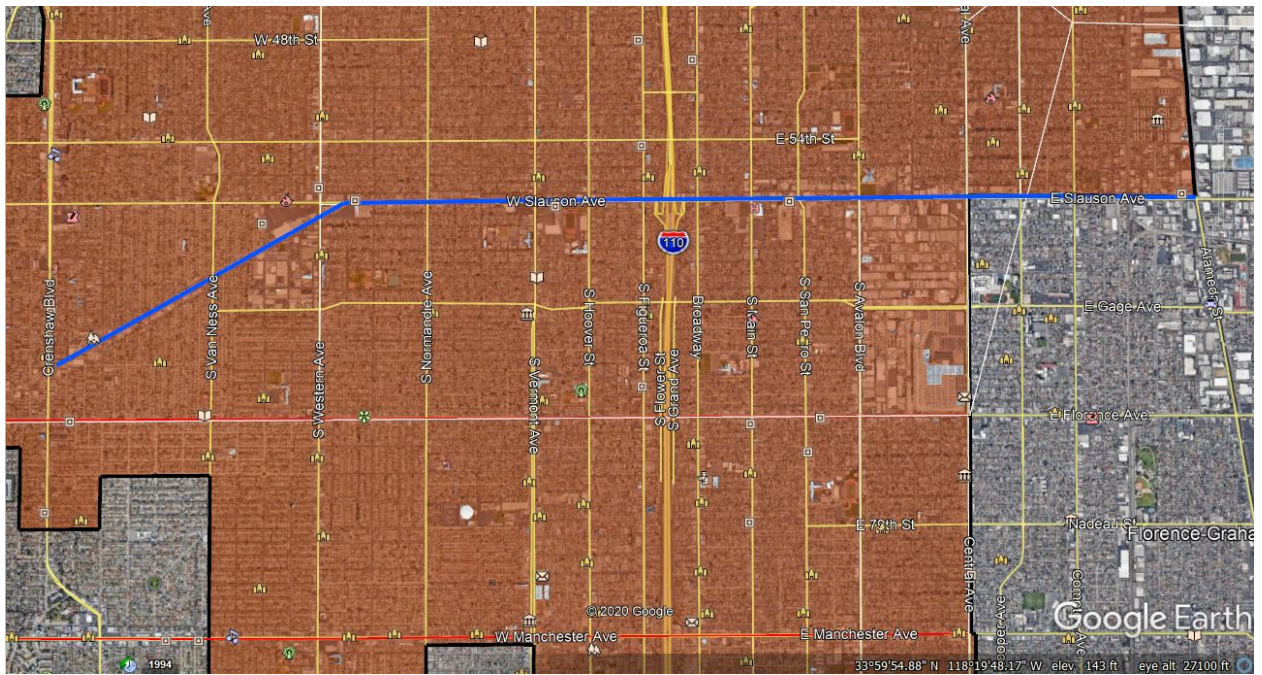 W 48th St
E 54th St
W Slauson Ave
E Slauson Ave
110
Alameda St
Crenshaw Blvd
S Van Ness Ave
S Western Ave
S Normandie Ave
S Vermont Ave
S Hoover St
S Figueroa St
S Flower St
S Grand Ave
Broadway
S Main St
S San Pedro St
S Avalon Blvd
E Gage Ave
E Florence Ave
E 79th St
Nadeau St
Florence-Graha
Central Ave
© 2020 Google
Google Earth
W Manchester Ave
E Manchester Ave
1994
33°59'54.88" N 118°19'48.17" W elev 143 ft eye alt 27100 ft